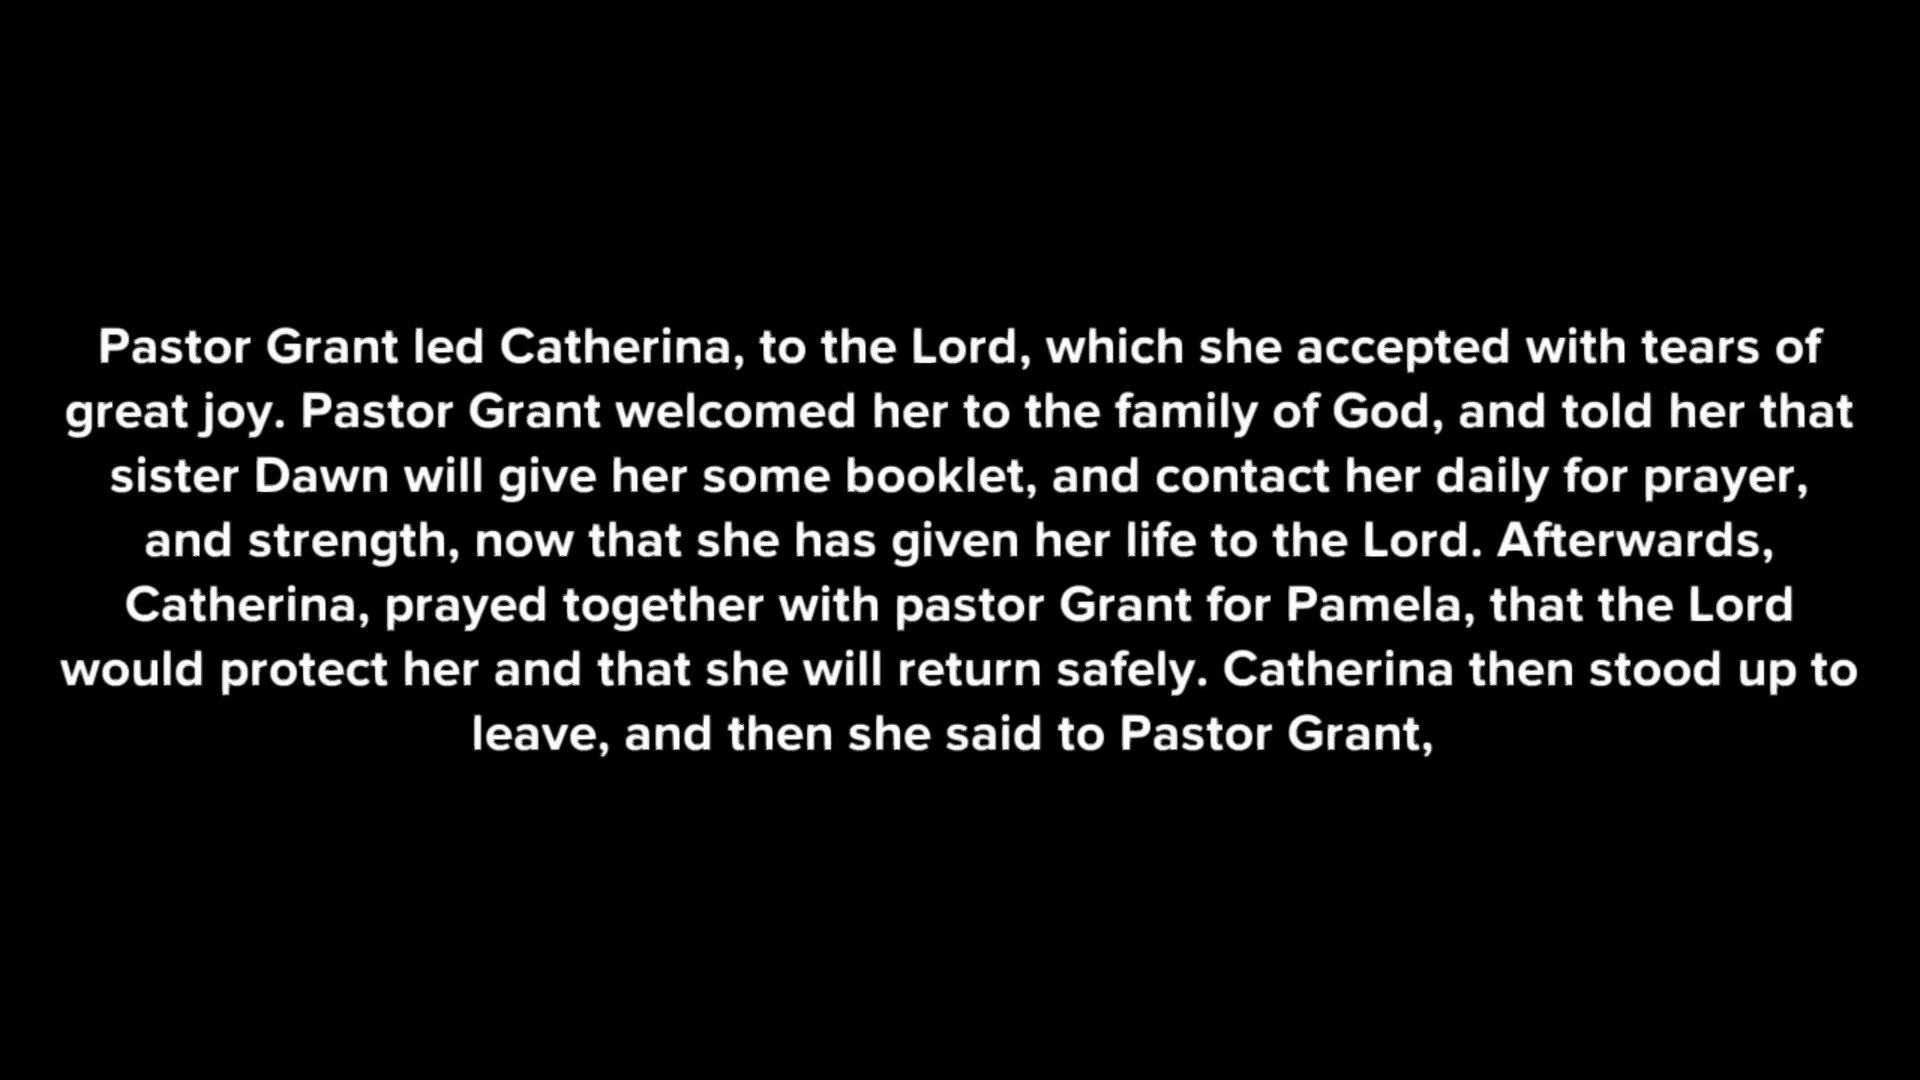 Pastor Grant led Catherina, to the Lord, which she accepted with tears of
great joy. Pastor Grant welcomed her to the family of God, and told her that
sister Dawn will give her some booklet, and contact her daily for prayer,
and strength, now that she has given her life to the Lord. Afterwards,
Catherina, prayed together with pastor Grant for Pamela, that the Lord
would protect her and that she will return safely. Catherina then stood up to
leave, and then she said to Pastor Grant,